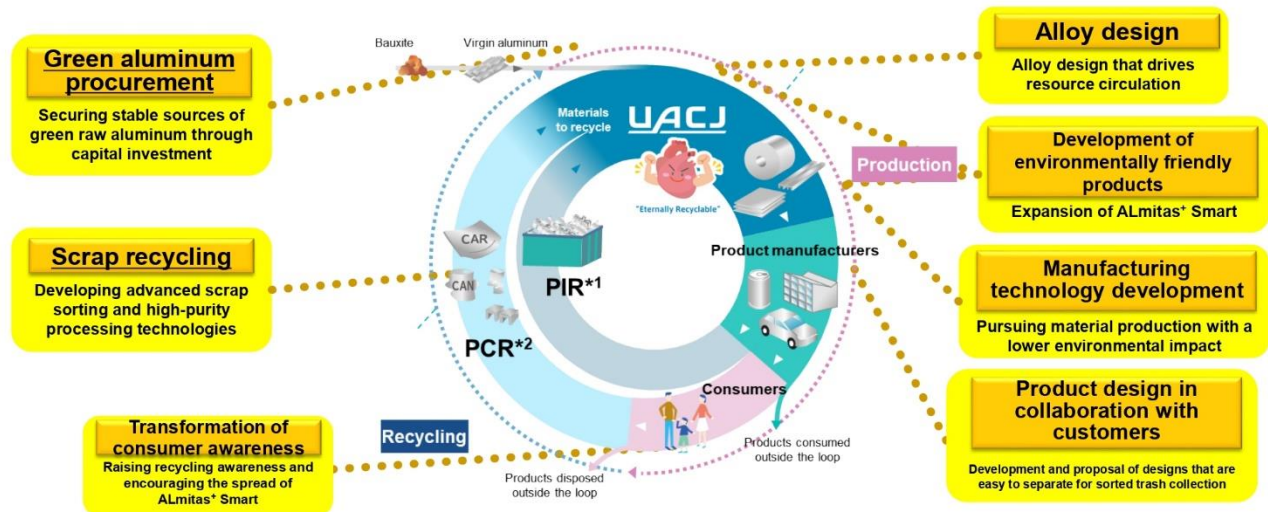 Green aluminum
procurement
Securing stable sources of
green raw aluminum through
capital investment
Scrap recycling
Developing advanced scrap
sorting and high-purity
processing technologies
Transformation of
consumer awareness
Raising recycling awareness and
encouraging the spread of
ALmitas⁺ Smart
Bauxite
Virgin aluminum
Materials
to recycle
UACJ
"Eternally Recyclable"
Production
Product manufacturers
CAR
CAN
PIR*1
PCR*2
Consumers
Recycling
Products consumed
outside the loop
Products disposed
outside the loop
Alloy design
Alloy design that drives
resource circulation
Development of
environmentally friendly
products
Expansion of ALmitas⁺ Smart
Manufacturing
technology development
Pursuing material production with a
lower environmental impact
Product design in
collaboration with
customers
Development and proposal of designs that are
easy to separate for sorted trash collection